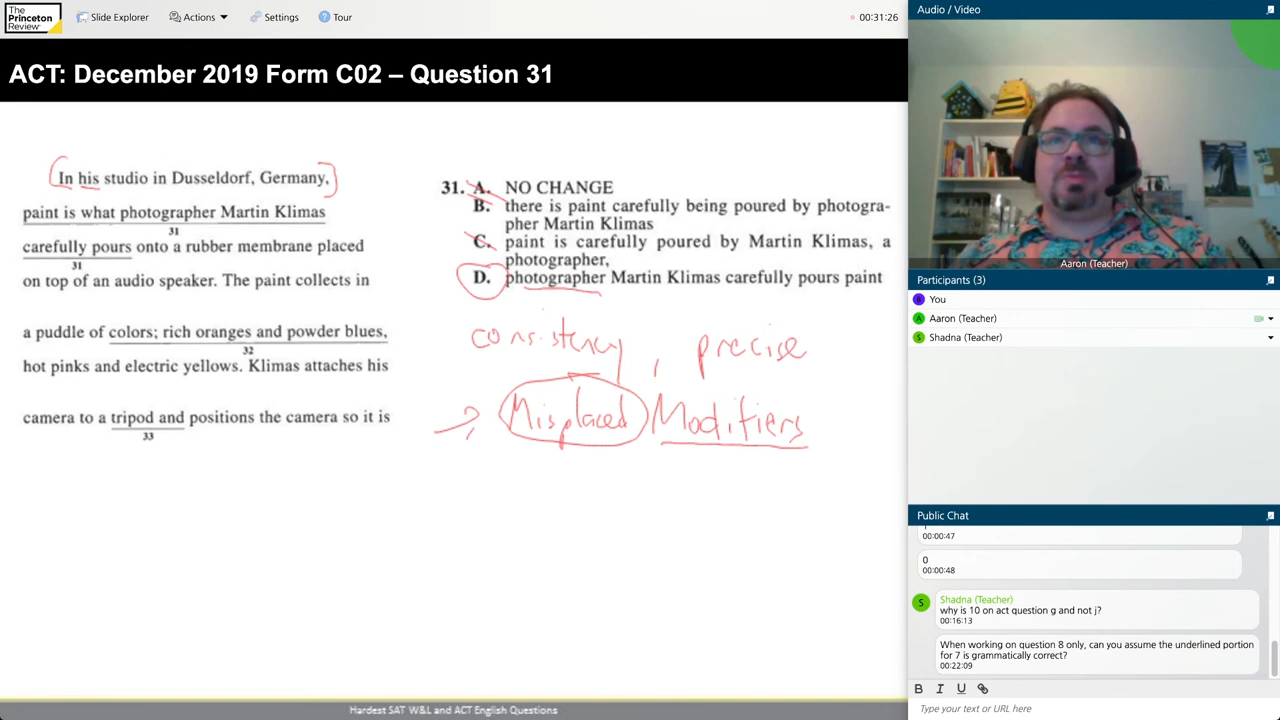 The
Princeton
Review
Slide Explorer
Actions
Settings
Tour
00:31:26
ACT: December 2019 Form C02 – Question 31
In his studio in Dusseldorf, Germany,
paint is what photographer Martin Klimas
31
carefully pours onto a rubber membrane placed
31
on top of an audio speaker. The paint collects in
a puddle of colors; rich oranges and powder blues,
32
hot pinks and electric yellows. Klimas attaches his
camera to a tripod and positions the camera so it is
33
31. A. NO CHANGE
B. there is paint carefully being poured by photogra-
pher Martin Klimas
C. paint is carefully poured by Martin Klimas, a
photographer,
D. photographer Martin Klimas carefully pours paint
consistency, precise
Misplaced Modifiers
Hardest SAT W&L and ACT English Questions
Audio / Video
Aaron (Teacher)
Participants (3)
You
A Aaron (Teacher)
S Shadna (Teacher)
Public Chat
00:00:47
0
00:00:48
S Shadna (Teacher)
why is 10 on act question g and not j?
00:16:13
When working on question 8 only, can you assume the underlined portion
for 7 is grammatically correct?
00:22:09
B I U
Type your text or URL here